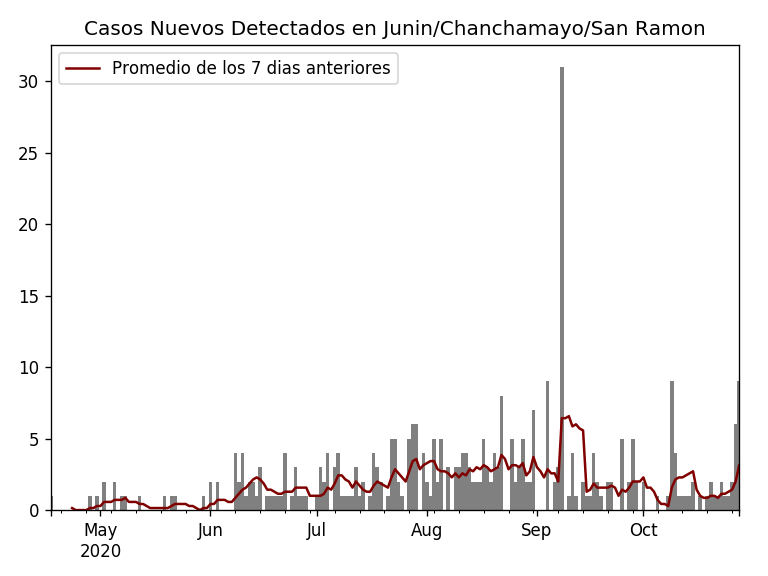 Casos Nuevos Detectados en Junin/Chanchamayo/San Ramon
Promedio de los 7 dias anteriores
30
25
20
15
10
5
0
May Jun Jul Aug Sep Oct
2020